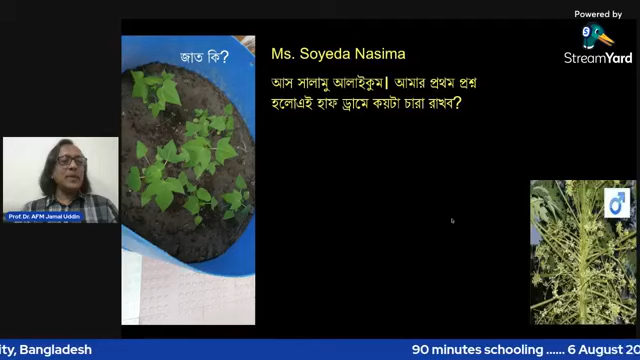 Powered by
StreamYard
জাত কি?
Ms. Soyeda Nasima
আস সালামু আলাইকুম। আমার প্রথম প্রশ্ন
হলোএই হাফ ড্রামে কয়টা চারা রাখব?
Prof. Dr. AFM Jamal Uddin
ity, Bangladesh
90 minutes schooling ...... 6 August 20